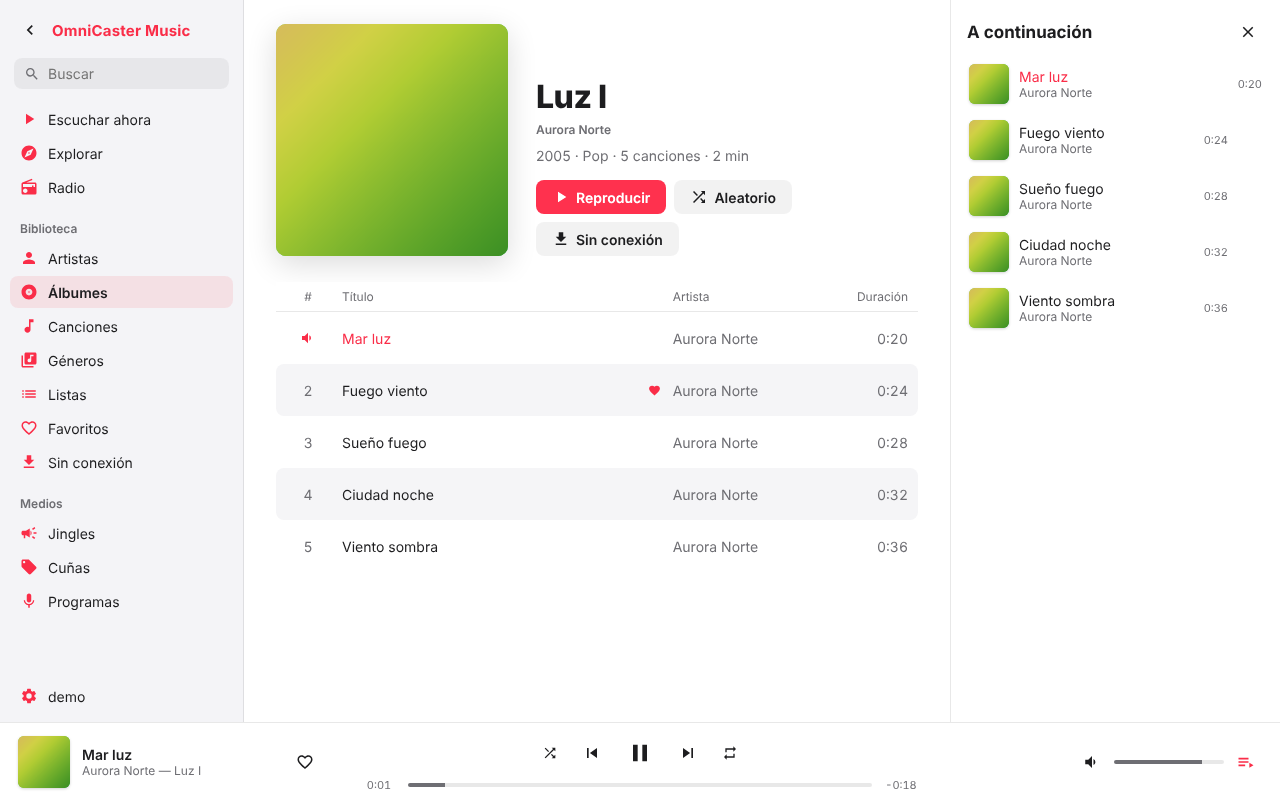 OmniCaster Music
Buscar
Escuchar ahora
Explorar
Radio
Biblioteca
Artistas
Álbumes
Canciones
Géneros
Listas
Favoritos
Sin conexión
Medios
Jingles
Cuñas
Programas
demo
Luz I
Aurora Norte
2005 · Pop · 5 canciones · 2 min
Reproducir
Aleatorio
Sin conexión
# Título Artista Duración
Mar luz Aurora Norte 0:20
2 Fuego viento Aurora Norte 0:24
3 Sueño fuego Aurora Norte 0:28
4 Ciudad noche Aurora Norte 0:32
5 Viento sombra Aurora Norte 0:36
A continuación
Mar luz
Aurora Norte
0:20
Fuego viento
Aurora Norte
0:24
Sueño fuego
Aurora Norte
0:28
Ciudad noche
Aurora Norte
0:32
Viento sombra
Aurora Norte
0:36
Mar luz
Aurora Norte — Luz I
0:01
-0:18